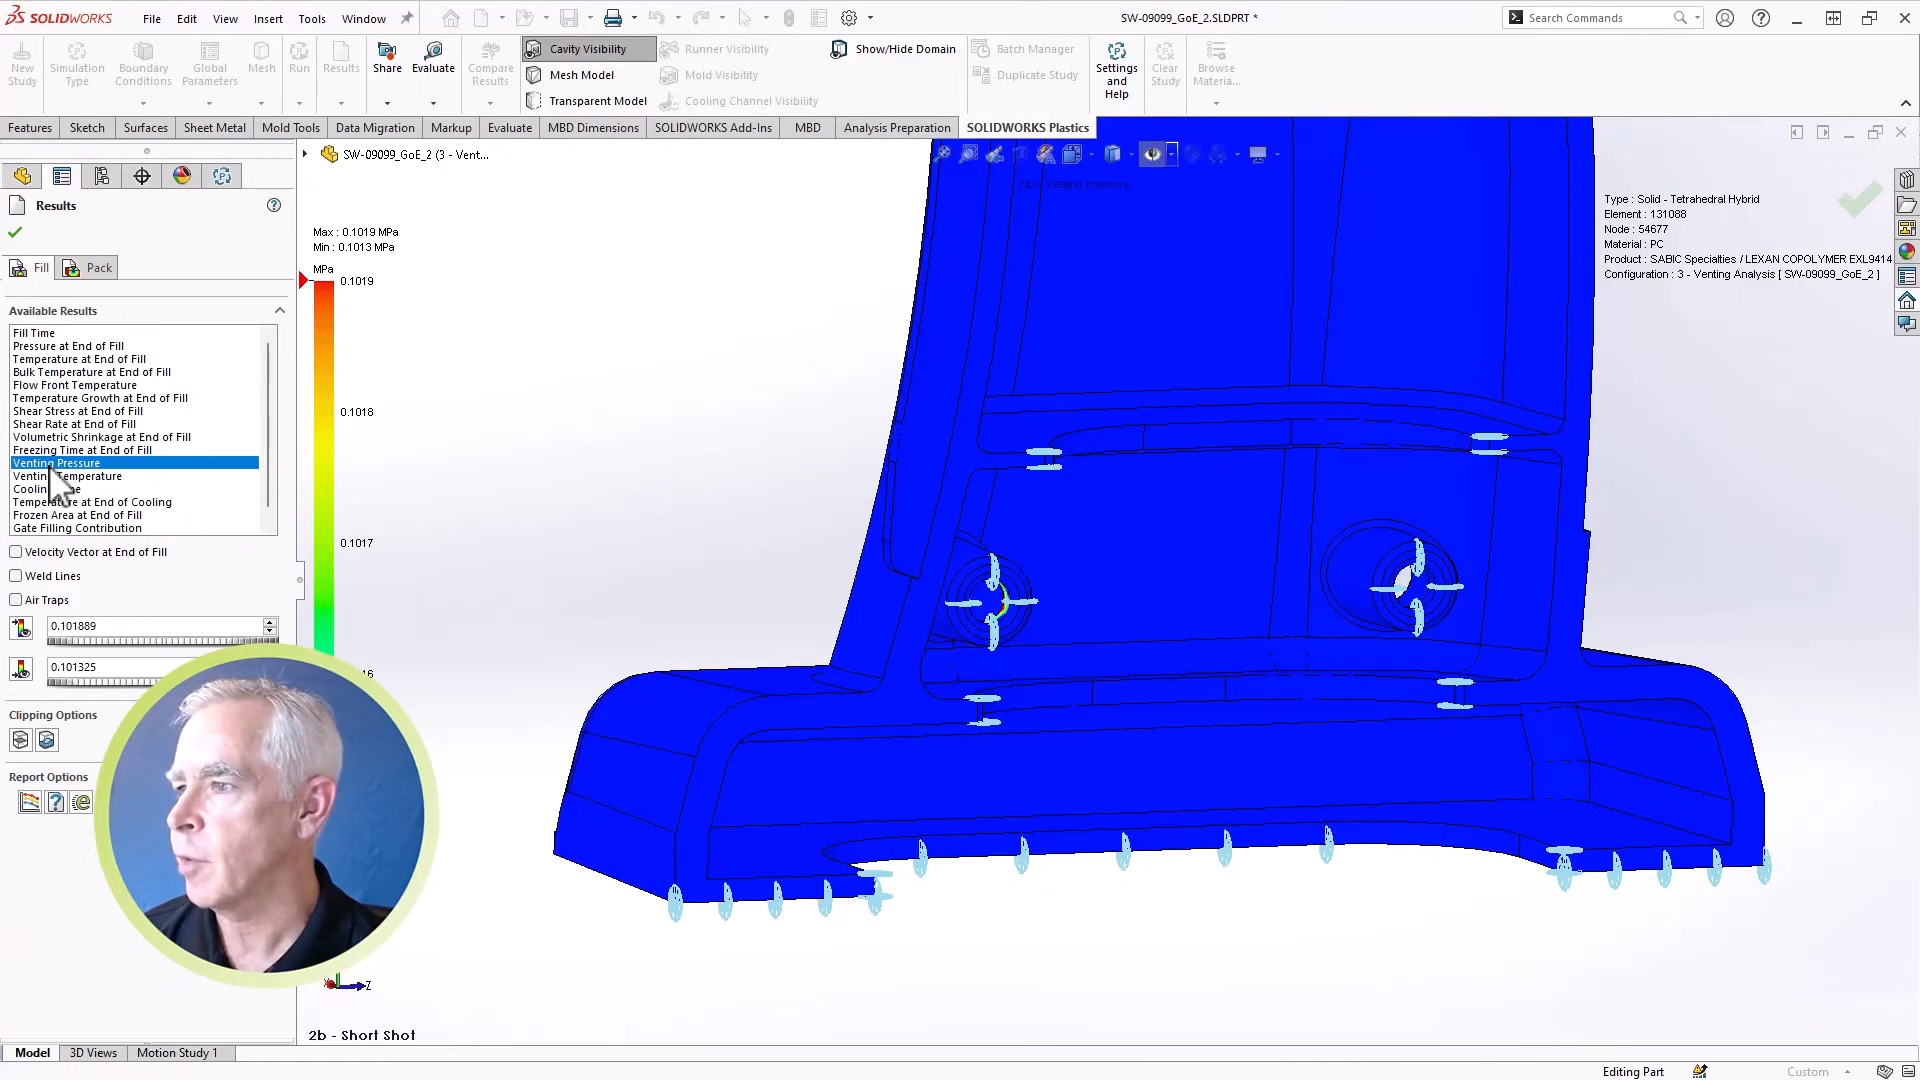 SOLIDWORKS
File
Edit
View
Insert
Tools
Window
SW-09099_GoE_2.SLDPRT *
Search Commands
New Study
Simulation Type
Boundary Conditions
Global Parameters
Mesh
Run
Results
Share
Evaluate
Compare Results
Cavity Visibility
Mesh Model
Transparent Model
Runner Visibility
Mold Visibility
Cooling Channel Visibility
Show/Hide Domain
Batch Manager
Duplicate Study
Settings and Help
Clear Study
Browse Materia...
Features
Sketch
Surfaces
Sheet Metal
Mold Tools
Data Migration
Markup
Evaluate
MBD Dimensions
SOLIDWORKS Add-Ins
MBD
Analysis Preparation
SOLIDWORKS Plastics
SW-09099_GoE_2 (3 - Vent...
FILL: Venting Pressure
Results
Fill
Pack
Available Results
Fill Time
Pressure at End of Fill
Temperature at End of Fill
Bulk Temperature at End of Fill
Flow Front Temperature
Temperature Growth at End of Fill
Shear Stress at End of Fill
Shear Rate at End of Fill
Volumetric Shrinkage at End of Fill
Freezing Time at End of Fill
Venting Pressure
Temperature
Temperature at End of Cooling
Frozen Area at End of Fill
Gate Filling Contribution
Velocity Vector at End of Fill
Weld Lines
Air Traps
0.101889
0.101325
Clipping Options
Report Options
Max : 0.1019 MPa
Min : 0.1013 MPa
MPa
0.1019
0.1018
0.1017
16
Type : Solid - Tetrahedral Hybrid
Element : 131088
Node : 54677
Material : PC
Product : SABIC Specialties / LEXAN COPOLYMER EXL9414
Configuration : 3 - Venting Analysis [ SW-09099_GoE_2 ]
Z
2b - Short Shot
Model
3D Views
Motion Study 1
Editing Part
Custom